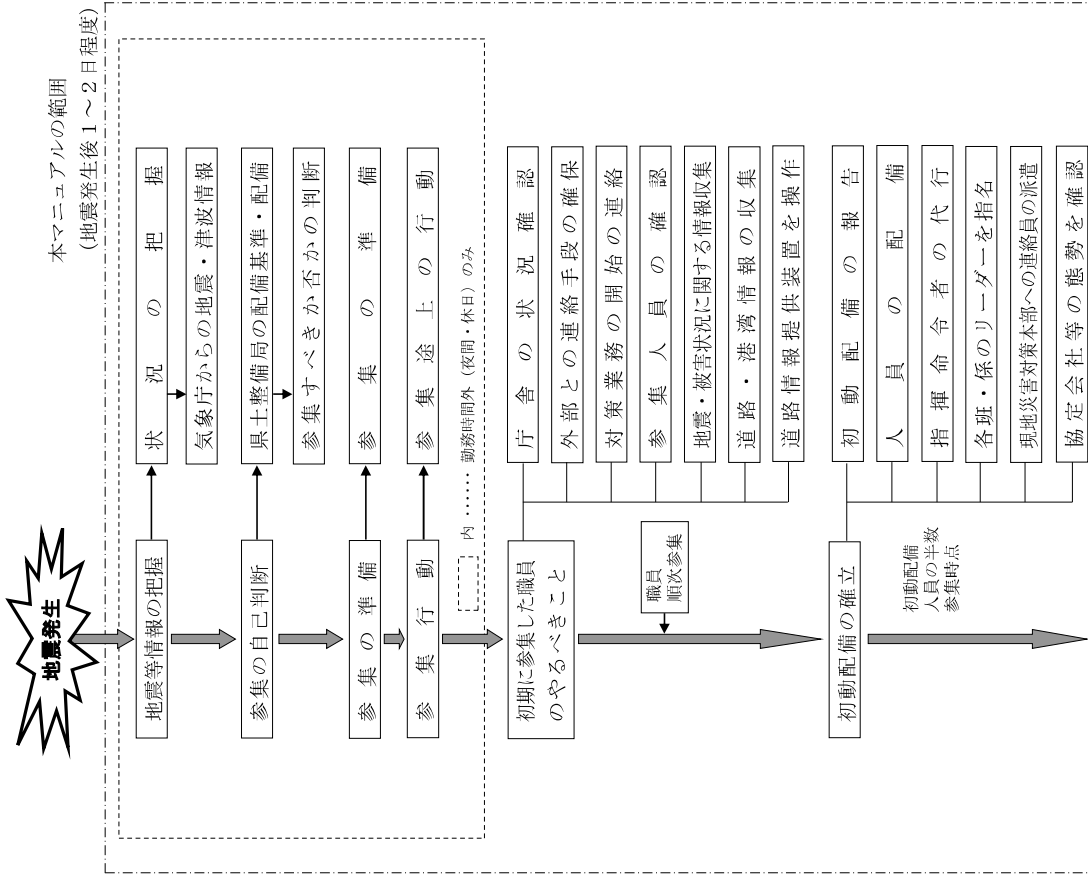 本マニュアルの範囲
(地震発生後1~2日程度)
地震発生
地震等情報の把握
状況の把握
気象庁からの地震・津波情報
参集の自己判断
県土整備局の配備基準・配備
参集すべきか否かの判断
参集の準備
参集の準備
参集行動
参集途上の行動
内 ‥‥‥ 勤務時間外(夜間・休日)のみ
初期に参集した職員
のやるべきこと
庁舎の状況確認
外部との連絡手段の確保
対策業務の開始の連絡
参集人員の確認
地震・被害状況に関する情報収集
道路・港湾情報の収集
道路情報提供装置を操作
職員
順次参集
初動配備の確立
初動配備の報告
人員の配備
指揮命令者の代行
各班・係のリーダーを指名
現地災害対策本部への連絡員の派遣
協定会社等の態勢を確認
初動配備
人員の半数
参集時点